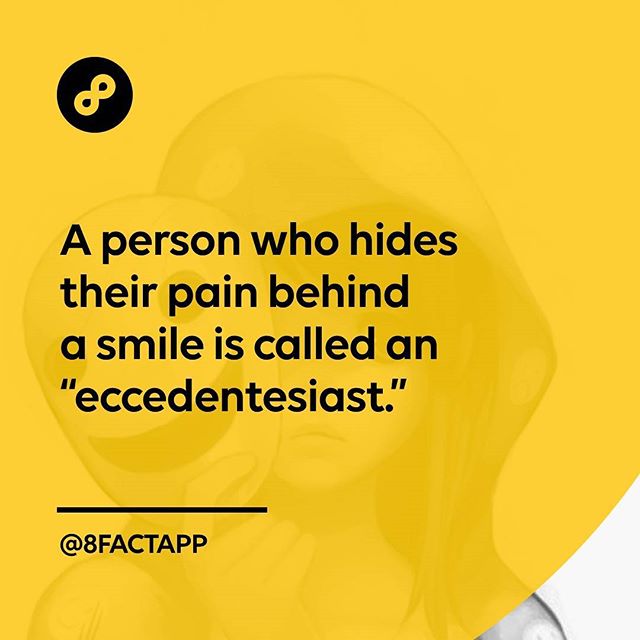 A person who hides
their pain behind
a smile is called an
“eccedentesiast.”
@8FACTAPP